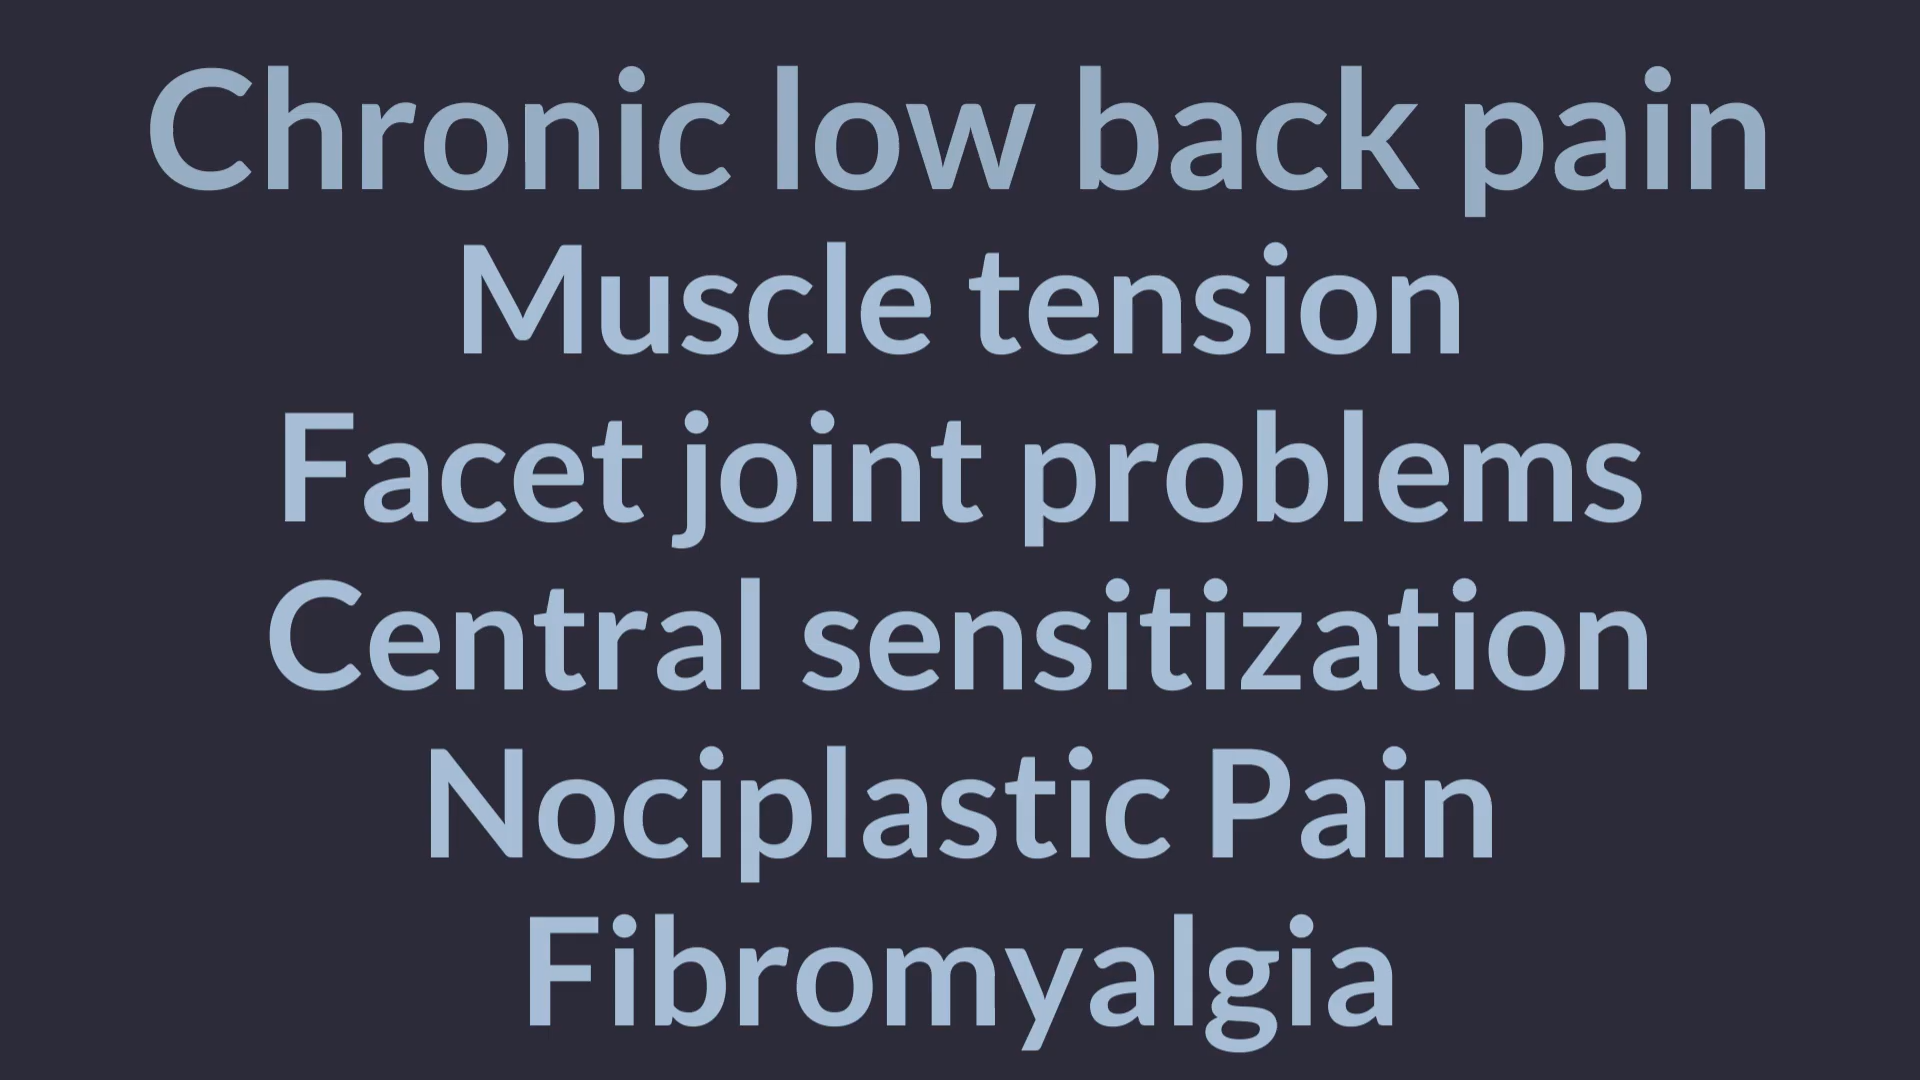 Chronic low back pain
Muscle tension
Facet joint problems
Central sensitization
Nociplastic Pain
Fibromyalgia